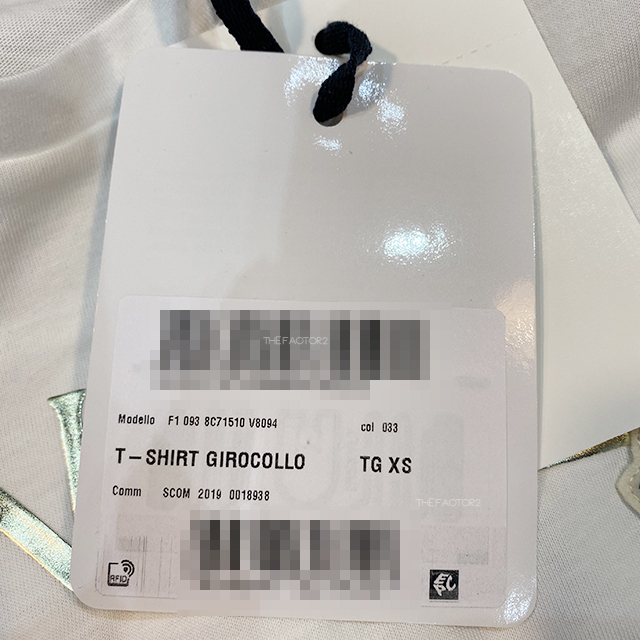 THE FACTOR2
Modello F1 093 8C71510 V8094 col 033
T-SHIRT GIROCOLLO TG XS
Comm SCOM 2019 0018938
THE FACTOR2
RFID